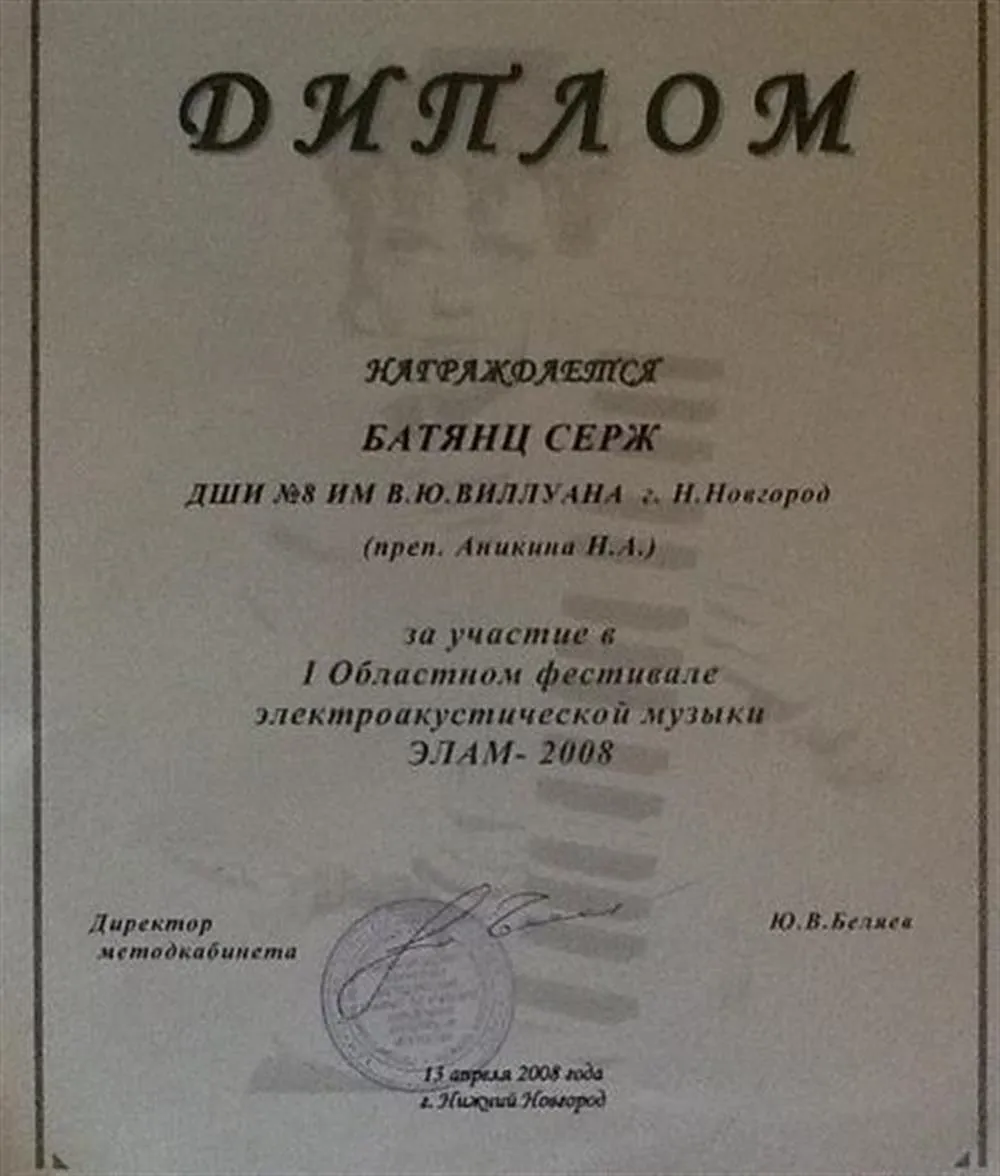 ДИПЛОМ
НАГРАЖДАЕТСЯ
БАТЯНЦ СЕРЖ
ДШИ №8 ИМ В.Ю.ВИЛЛУАНА г. Н.Новгород
(преп. Аникина Н.А.)
за участие в
I Областном фестивале
электроакустической музыки
ЭЛАМ- 2008
Директор
методкабинета
Ю.В.Беляев
13 апреля 2008 года
г. Нижний Новгород